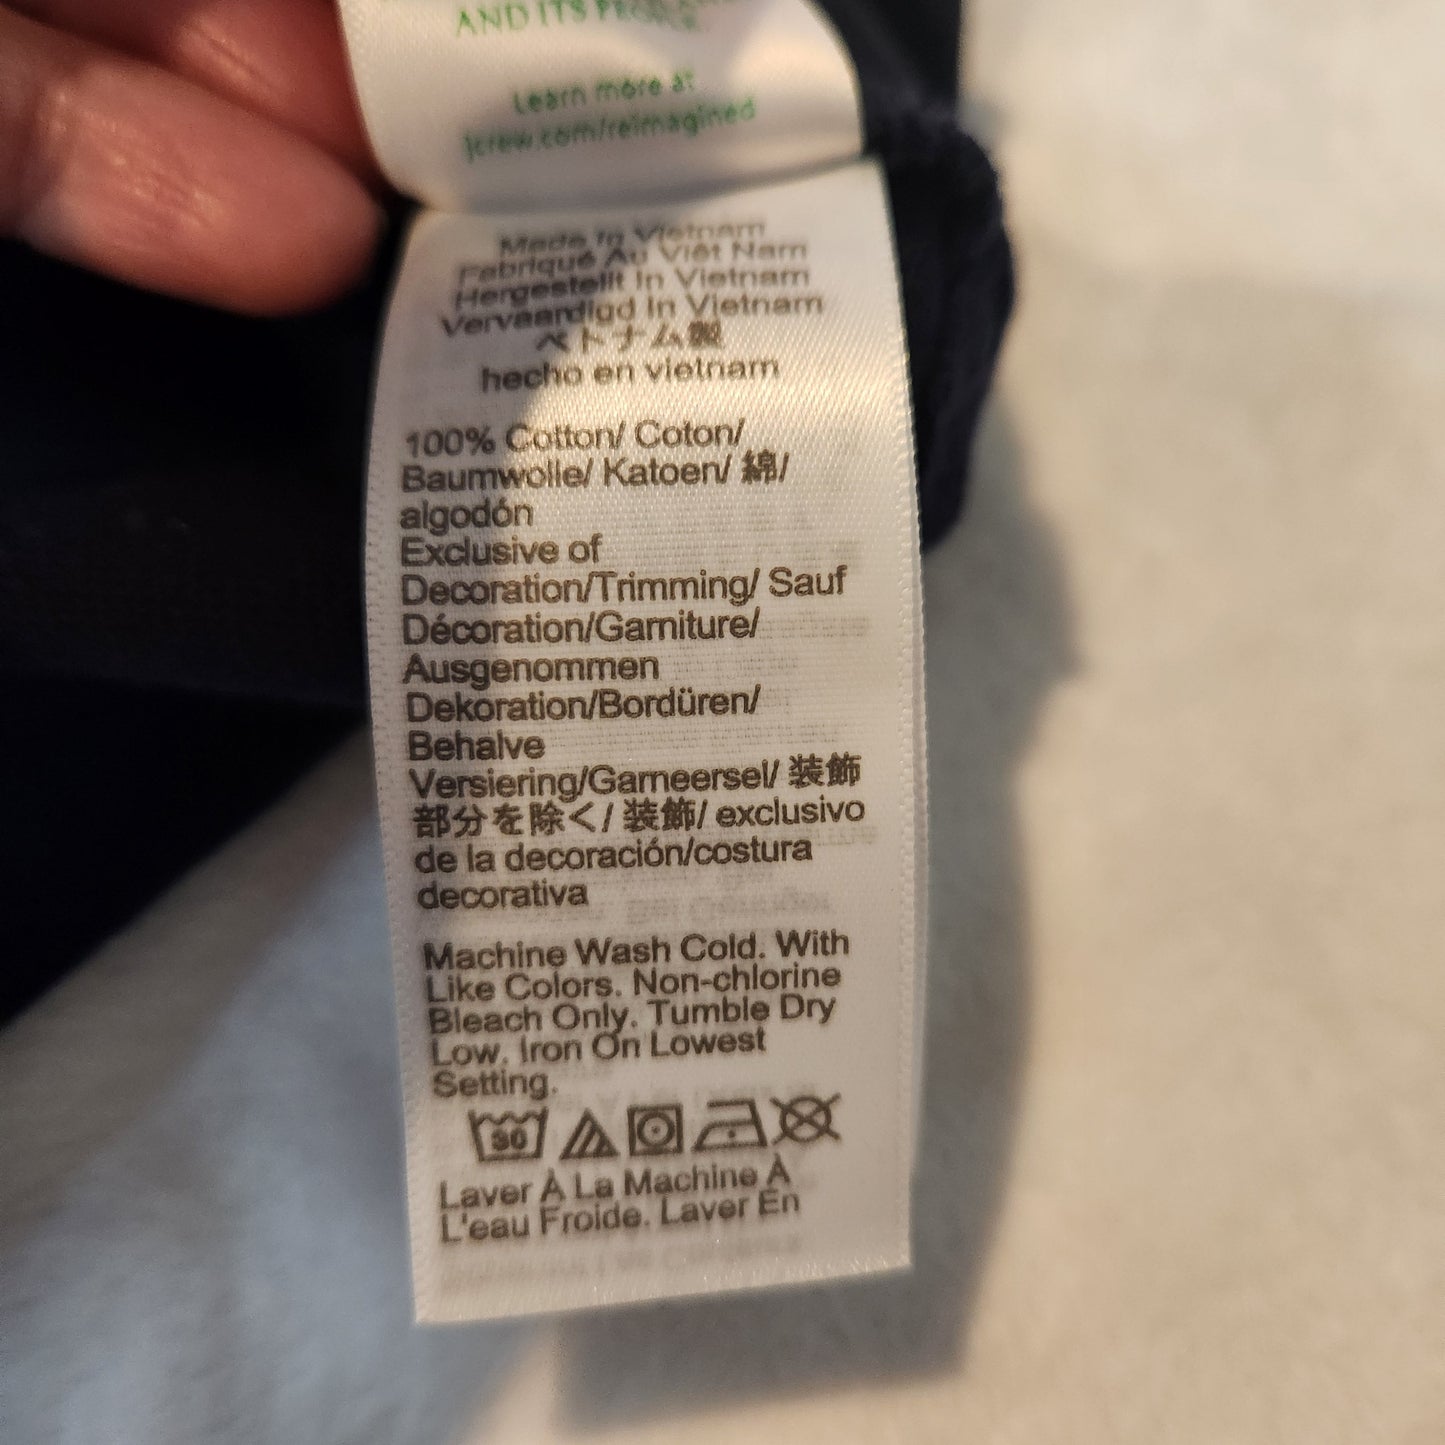 AND ITS
Learn more at
jcrew.com/reimagined
Made In Vietnam
Fabriqué Au Viêt Nam
Hergestellt In Vietnam
Vervaardigd In Vietnam
ベトナム製
hecho en vietnam
100% Cotton/ Coton/
Baumwolle/ Katoen/ 綿/
algodón
Exclusive of
Decoration/Trimming/ Sauf
Décoration/Garniture/
Ausgenommen
Dekoration/Bordüren/
Behalve
Versiering/Garneersel/ 装飾
部分を除く/ 装飾/ exclusivo
de la decoración/costura
decorativa
Machine Wash Cold. With
Like Colors. Non-chlorine
Bleach Only. Tumble Dry
Low. Iron On Lowest
Setting.
30
Laver À La Machine À
L'eau Froide. Laver En